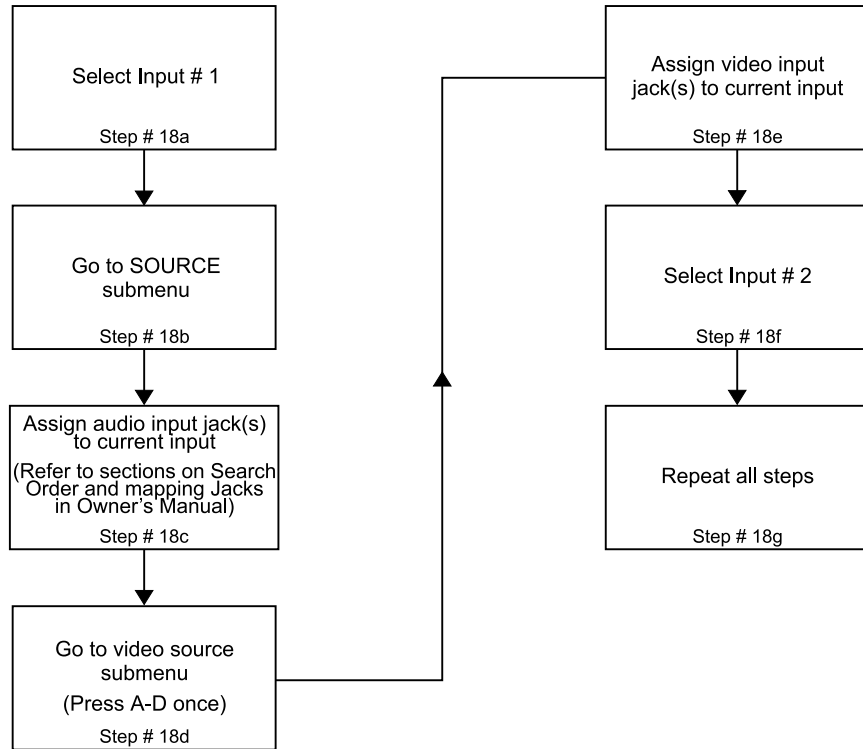 Select Input # 1
Step # 18a
Go to SOURCE
submenu
Step # 18b
Assign audio input jack(s)
to current input
(Refer to sections on Search
Order and mapping Jacks
in Owner's Manual)
Step # 18c
Go to video source
submenu
(Press A-D once)
Step # 18d
Assign video input
jack(s) to current input
Step # 18e
Select Input # 2
Step # 18f
Repeat all steps
Step # 18g